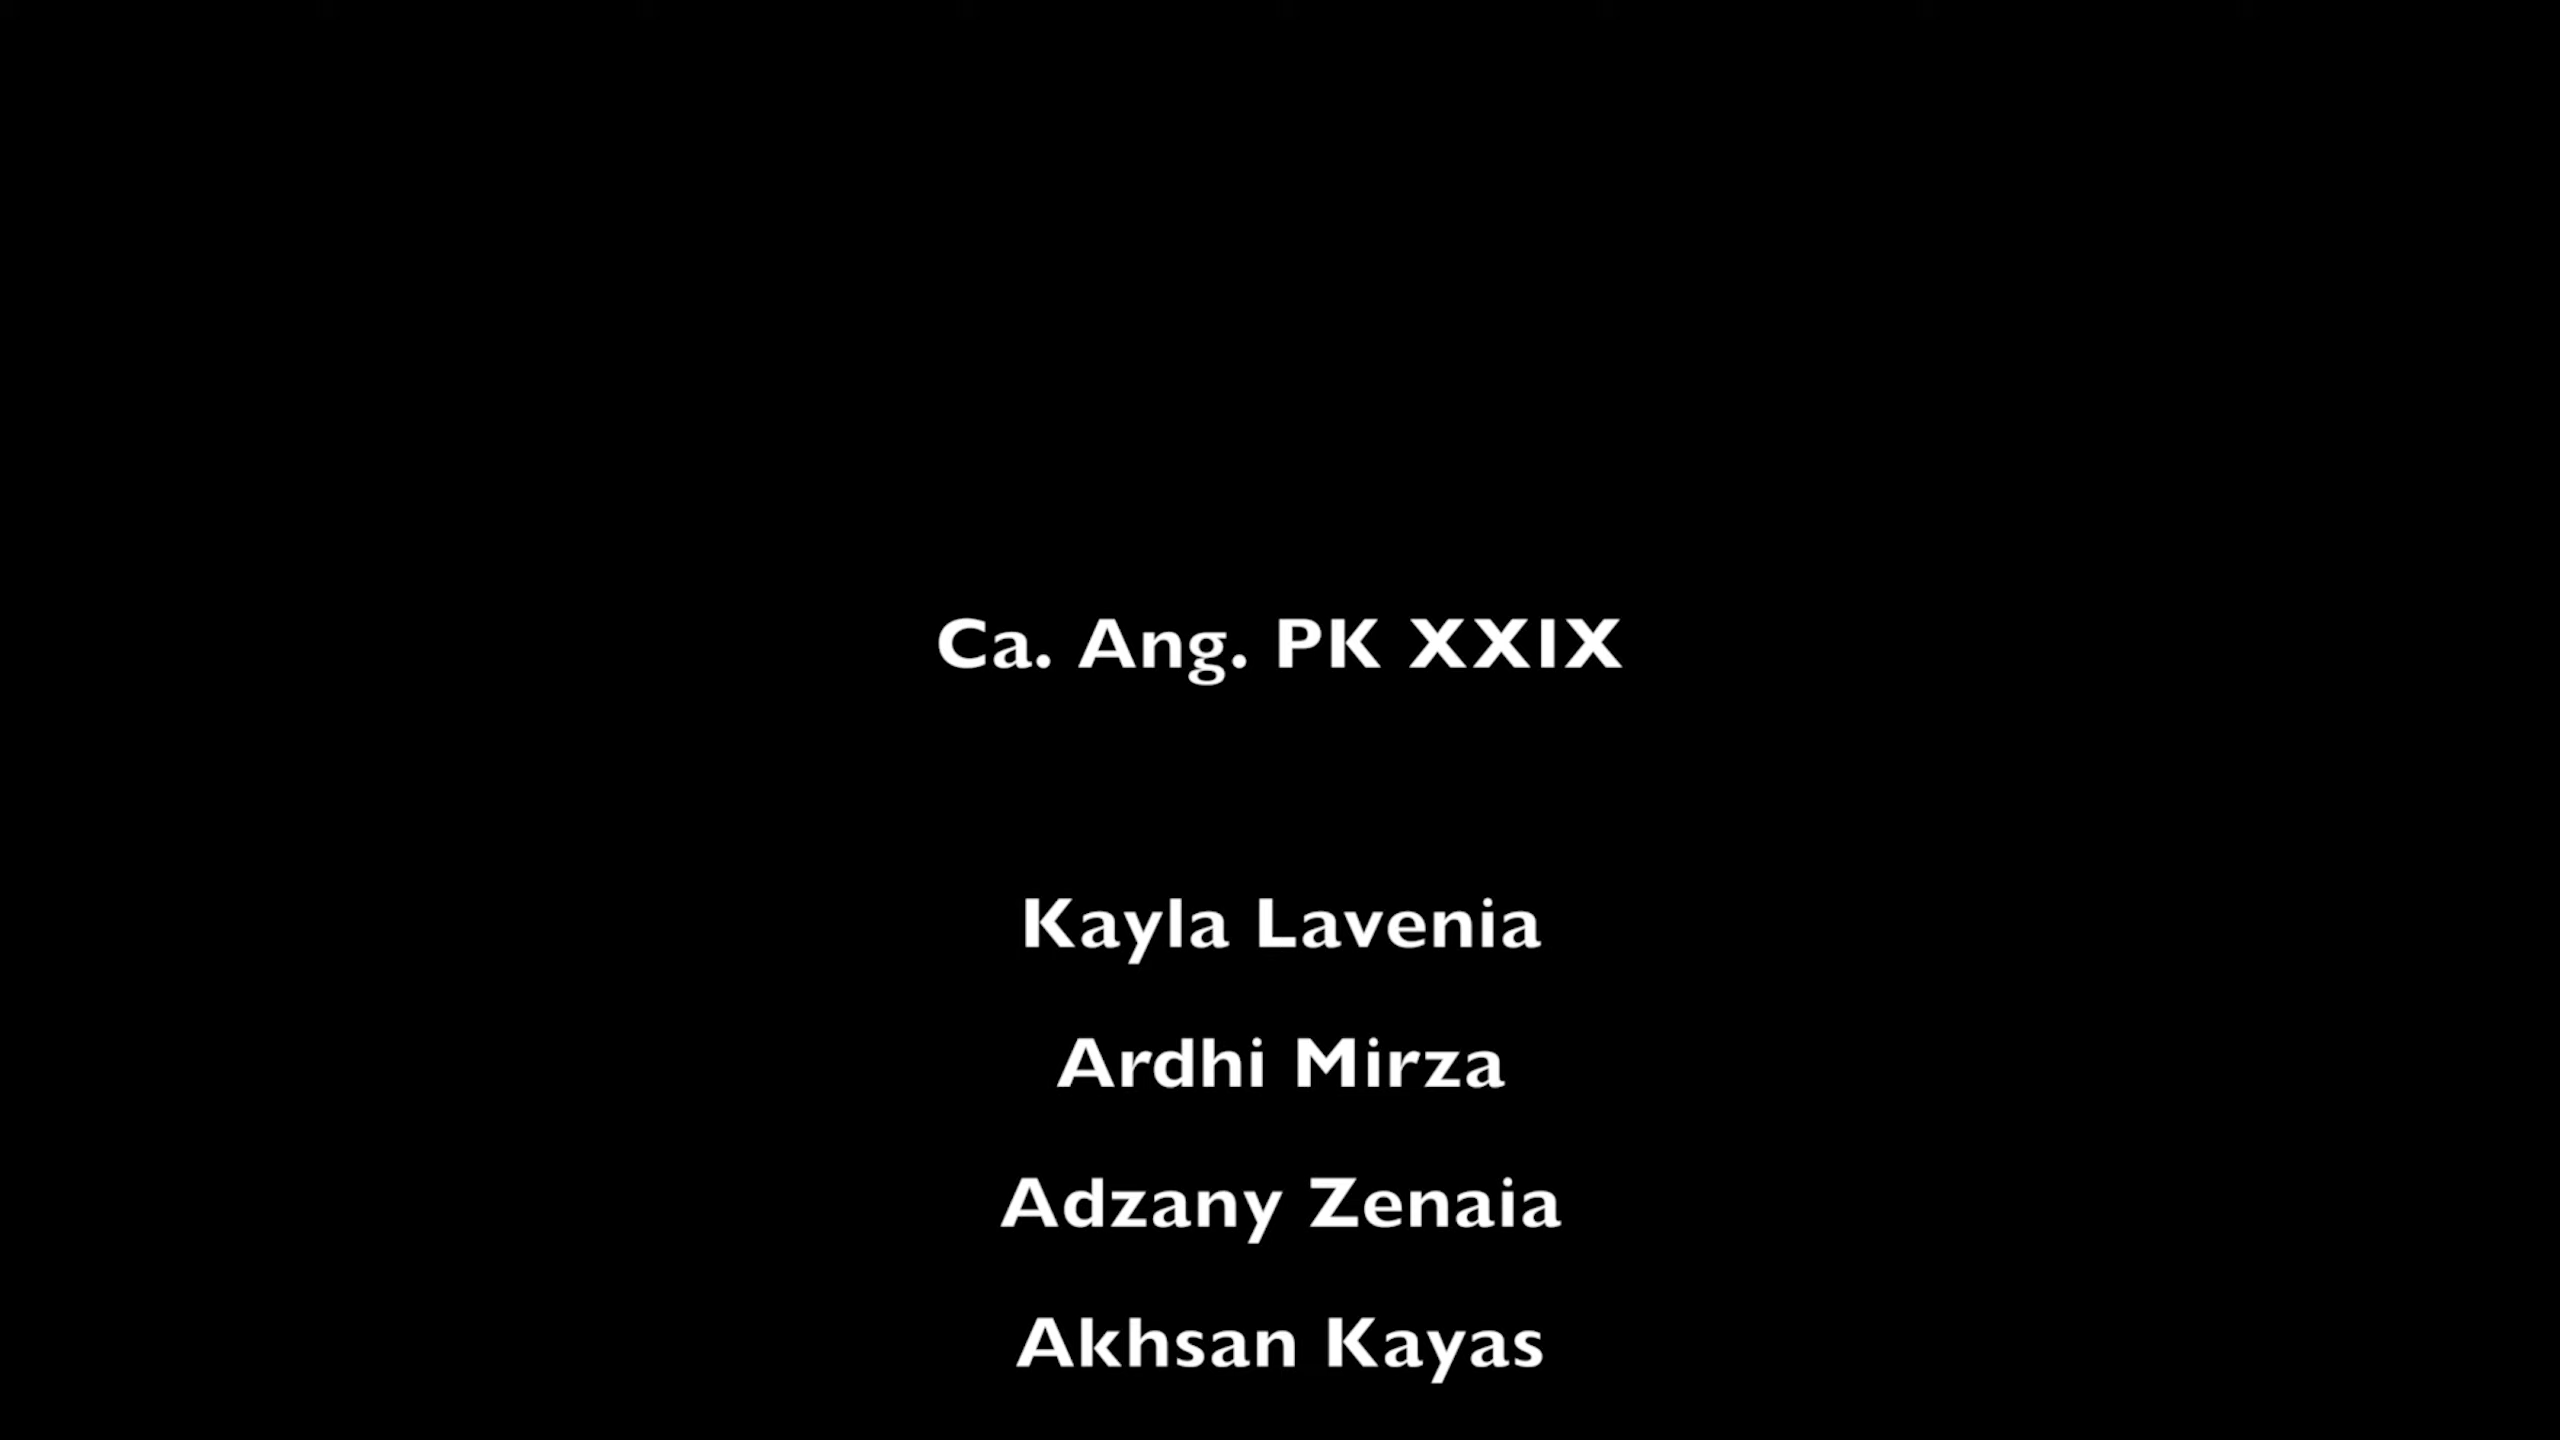 Ca. Ang. PK XXIX
Kayla Lavenia
Ardhi Mirza
Adzany Zenaia
Akhsan Kayas